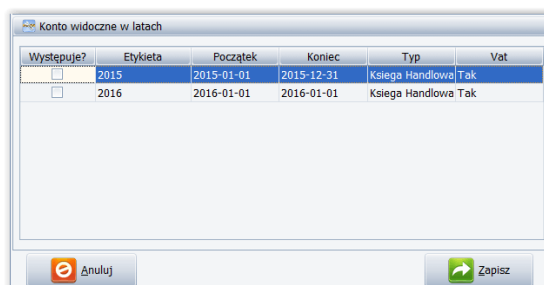 Konto widoczne w latach
Występuje? Etykieta Początek Koniec Typ Vat
2015 2015-01-01 2015-12-31 Ksiega Handlowa Tak
2016 2016-01-01 2016-01-01 Ksiega Handlowa Tak
Anuluj Zapisz